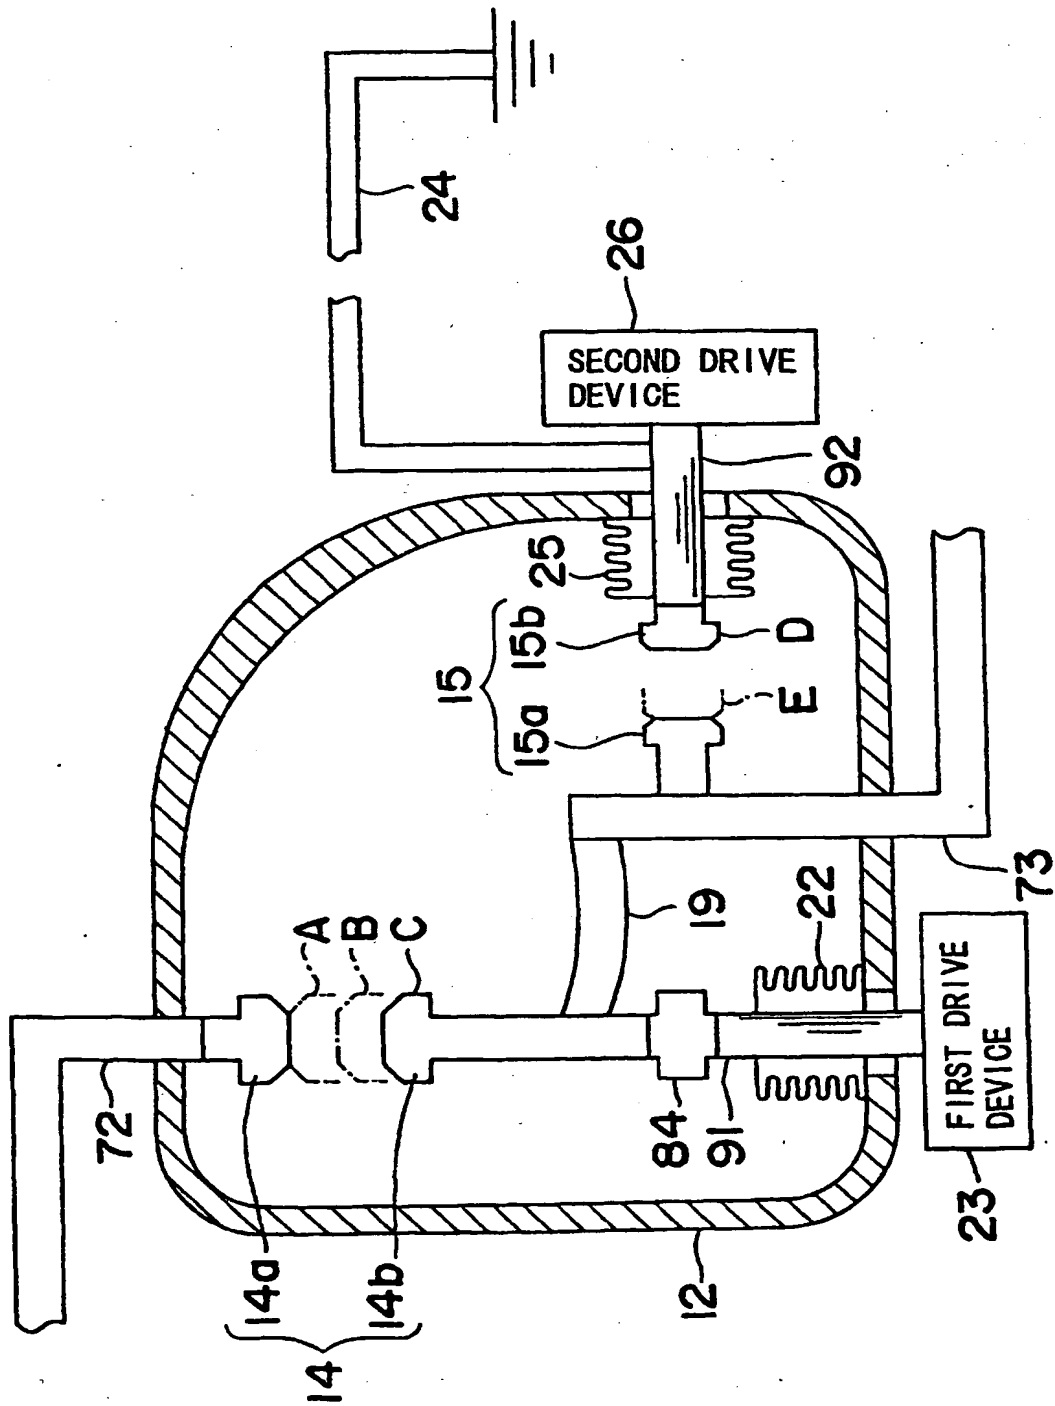 24
26
SECOND DRIVE
DEVICE
92
25
15b
D
15
15a
E
73
19
22
A
B
C
FIRST DRIVE
DEVICE
72
84
91
23
14a
14b
14
12